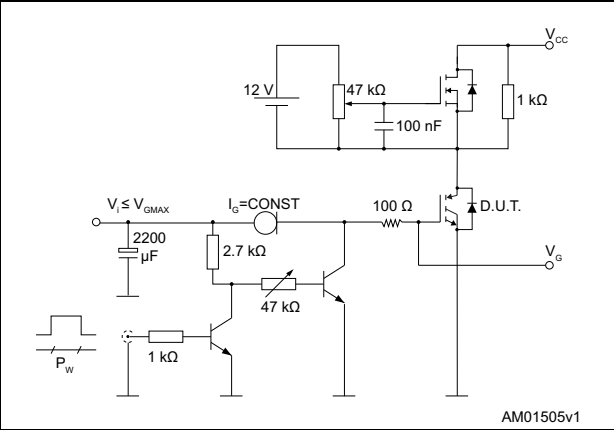 V_CC
12 V
47 kΩ
1 kΩ
100 nF
V_I ≤ V_GMAX
I_G=CONST
100 Ω
D.U.T.
2200
μF
2.7 kΩ
V_G
47 kΩ
1 kΩ
P_W
AM01505v1